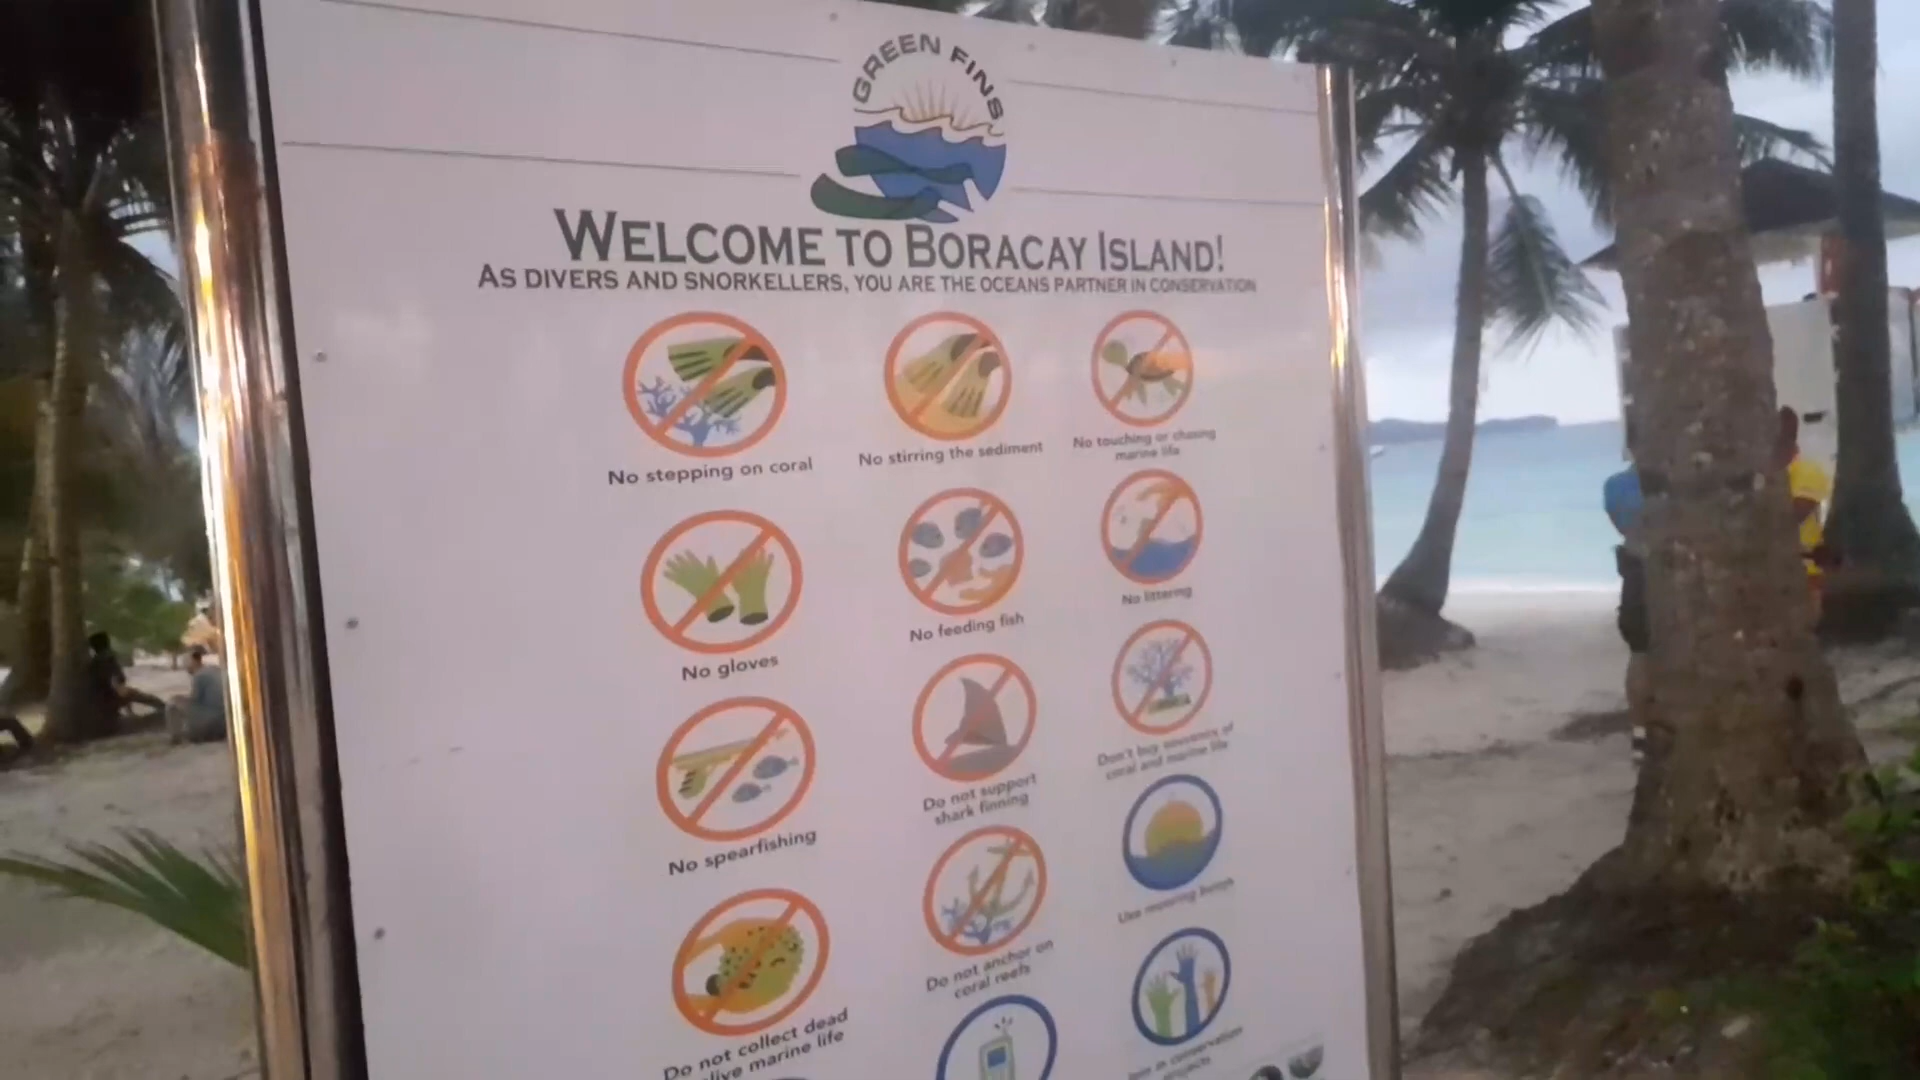 GREEN FINS
WELCOME TO BORACAY ISLAND!
AS DIVERS AND SNORKELLERS, YOU ARE THE OCEANS PARTNER IN CONSERVATION
No stepping on coral
No stirring the sediment
No touching or chasing
marine life
No gloves
No feeding fish
No littering
No spearfishing
Do not support
shark finning
Don't buy souvenirs of
coral and marine life
Do not collect dead
marine life
Do not anchor on
coral reefs
Use mooring buoys
in conservation